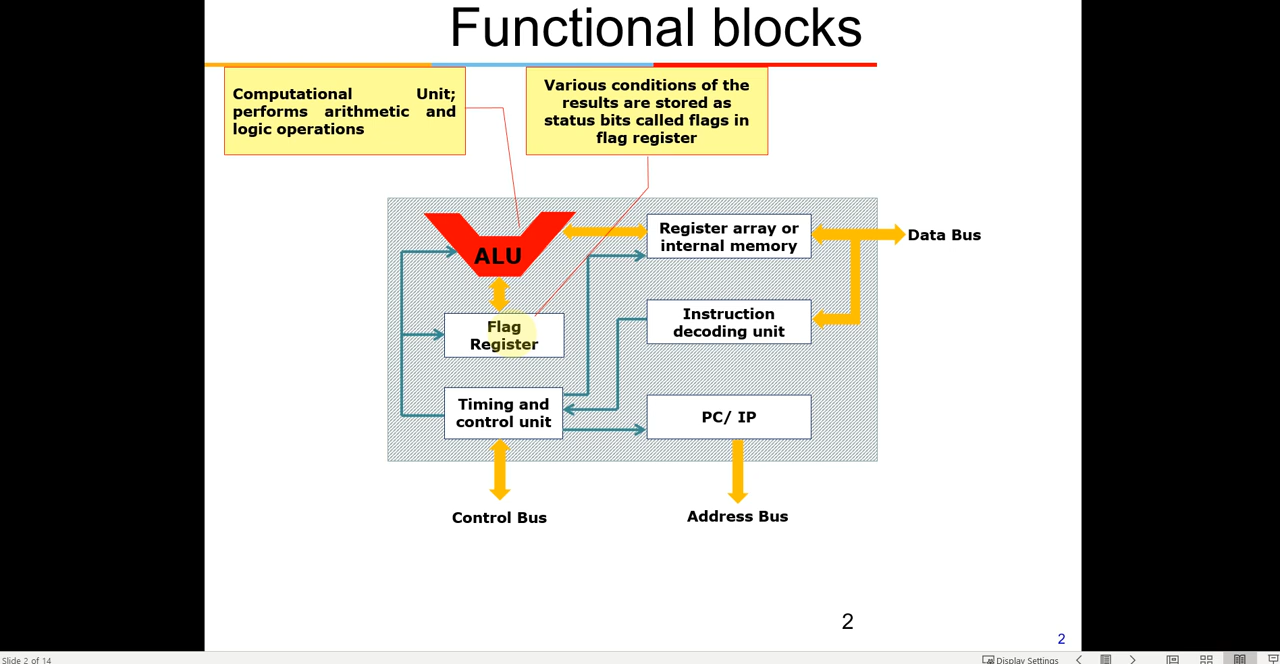 Functional blocks
Computational Unit;
performs arithmetic and
logic operations
Various conditions of the
results are stored as
status bits called flags in
flag register
ALU
Register array or
internal memory
Data Bus
Flag
Register
Instruction
decoding unit
Timing and
control unit
PC/ IP
Control Bus
Address Bus
2
2
Slide 2 of 14
Display Settings